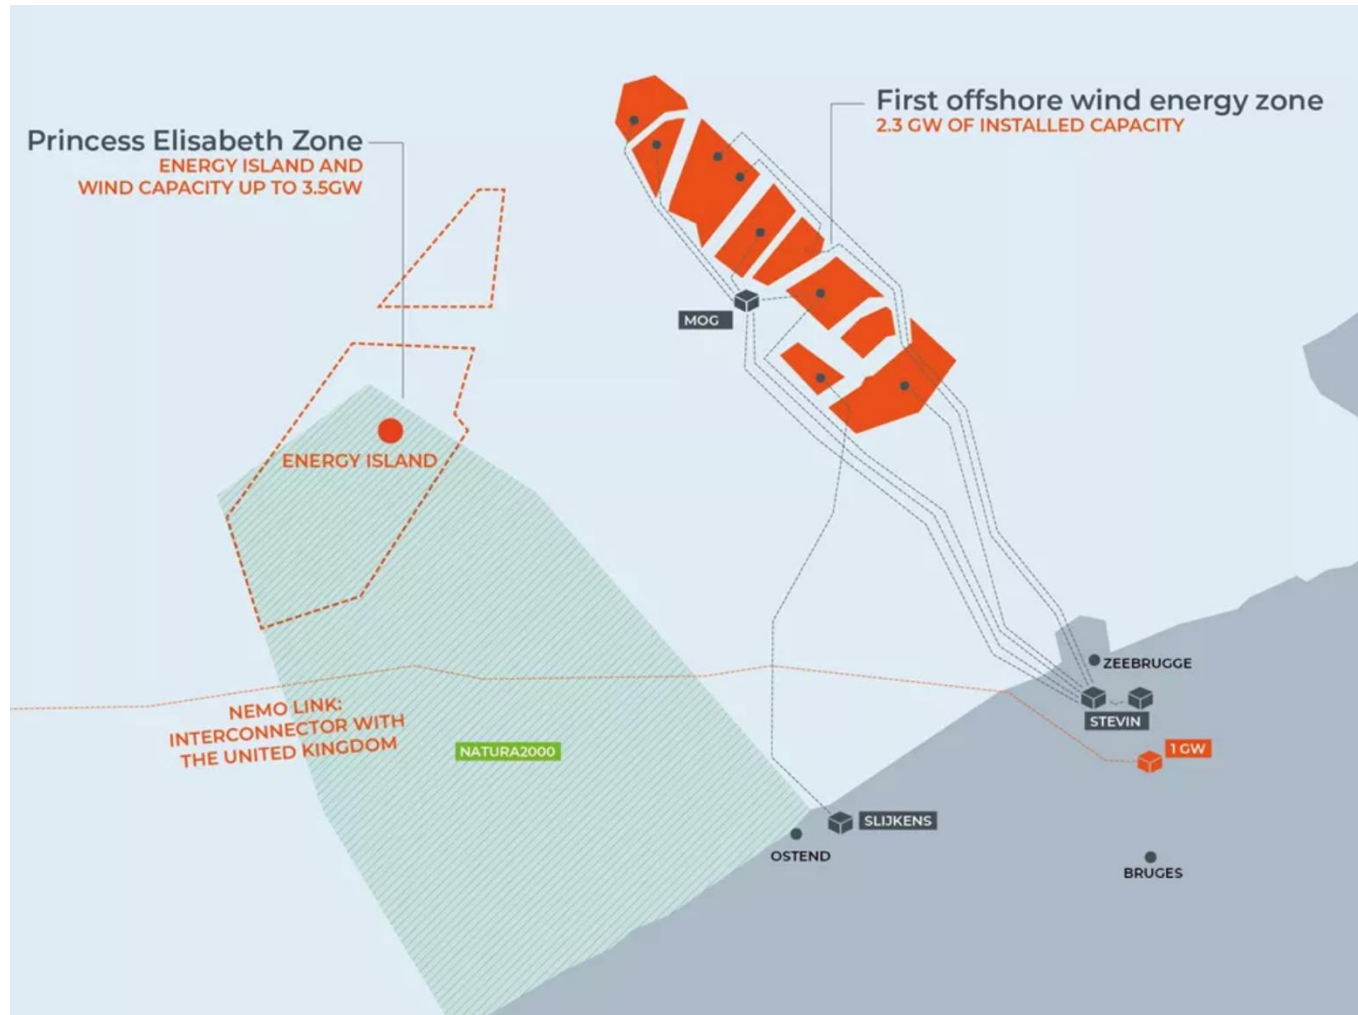 Princess Elisabeth Zone
ENERGY ISLAND AND
WIND CAPACITY UP TO 3.5GW
First offshore wind energy zone
2.3 GW OF INSTALLED CAPACITY
MOG
ENERGY ISLAND
NEMO LINK:
INTERCONNECTOR WITH
THE UNITED KINGDOM
NATURA2000
ZEEBRUGGE
STEVIN
1 GW
SLIJKENS
OSTEND
BRUGES